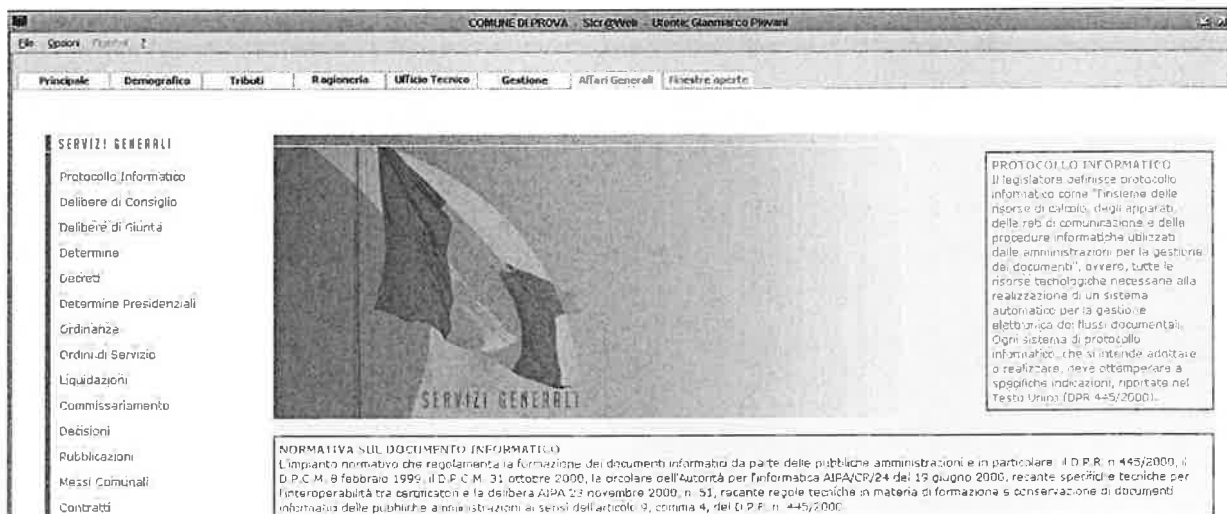 COMUNE DI PROVA - Sicr@Web - Utente: Gianmarco Piovani
File Opzioni ?
Principale Demografico Tributi Ragioneria Ufficio Tecnico Gestione Affari Generali Finestre aperte
SERVIZI GENERALI
Protocollo Informatico
Delibere di Consiglio
Delibere di Giunta
Determine
Decreti
Determine Presidenziali
Ordinanze
Ordini di Servizio
Liquidazioni
Commissariamento
Decisioni
Pubblicazioni
Messi Comunali
Contratti
SERVIZI GENERALI
PROTOCOLLO INFORMATICO
Il legislatore definisce protocollo
informatico come "l'insieme delle
risorse di calcolo, degli apparati,
delle reti di comunicazione e delle
procedure informatiche utilizzati
dalle amministrazioni per la gestione
dei documenti", ovvero, tutte le
risorse tecnologiche necessarie alla
realizzazione di un sistema
automatico per la gestione
elettronica dei flussi documentali.
Ogni sistema di protocollo
informatico, che si intende adottare
o realizzare, deve ottemperare a
specifiche indicazioni, riportate nel
Testo Unico (DPR 445/2000).
NORMATIVA SUL DOCUMENTO INFORMATICO
L'impianto normativo che regolamenta la formazione dei documenti informatici da parte delle pubbliche amministrazioni e in particolare: il D.P.R. n. 445/2000, il
D.P.C.M. 8 febbraio 1999, il D.P.C.M. 31 ottobre 2000, la circolare dell'Autorità per l'informatica AIPA/CR/24 del 19 giugno 2000, recante specifiche tecniche per
l'interoperabilità tra certificatori e la delibera AIPA 23 novembre 2000, n. 51, recante regole tecniche in materia di formazione e conservazione di documenti
informatici delle pubbliche amministrazioni ai sensi dell'articolo 9, comma 4, del D.P.R. n. 445/2000.